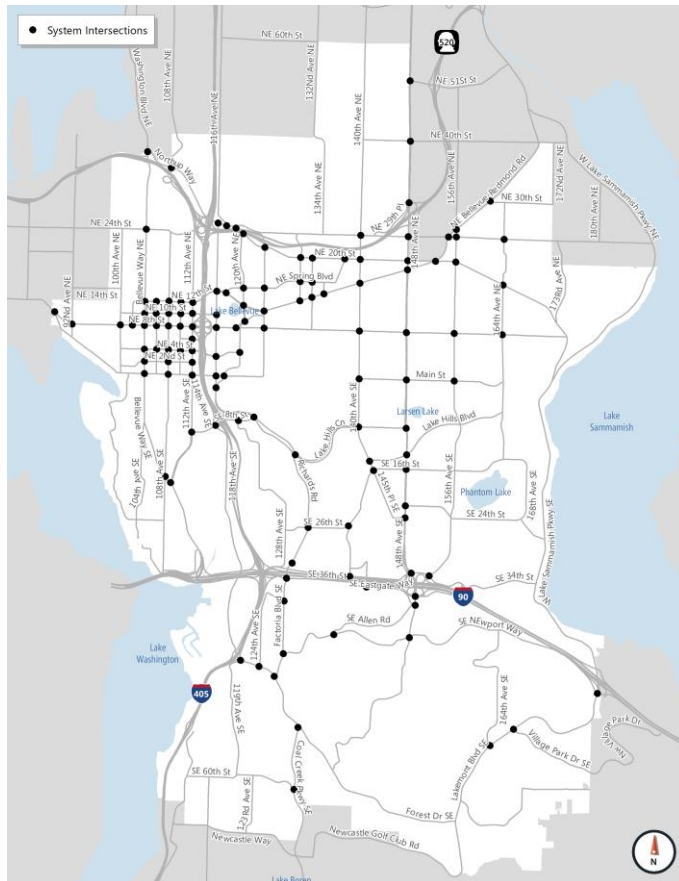 System Intersections
NE 60th St
520
Washington Blvd NE
108th Ave NE
116th Ave NE
132Nd Ave NE
140th Ave NE
NE 51St St
NE 40th St
156th Ave NE
NE Bellevue Redmond Rd
W Lake Sammamish Pkwy NE
172Nd Ave NE
180th Ave NE
Northup Way
134th Ave NE
NE 29th Pl
148th Ave NE
NE 30th St
NE 24th St
100th Ave NE
Bellevue Way NE
112th Ave NE
120th Ave NE
NE 20th St
NE Spring Blvd
173rd Ave NE
164th Ave NE
NE 14th St
NE 12th St
92Nd Ave NE
NE 10th St
Lake Bellevue
NE 8th St
NE 4th St
NE 2Nd St
Main St
114th Ave SE
112th Ave SE
140th Ave SE
Larsen Lake
Lake Hills Blvd
Lake
Sammamish
Bellevue Way SE
104th Ave SE
108th Ave SE
118th Ave SE
Lake Hills Cn
Richards Rd
SE 16th St
145th Pl SE
156th Ave SE
Phantom Lake
168th Ave SE
SE 24th St
SE 26th St
128th Ave SE
148th Ave SE
W Lake Sammamish Pkwy SE
SE 36th St
SE Eastgate Way
SE 34th St
90
Factoria Blvd SE
124th Ave SE
SE Allen Rd
SE NEwport Way
Lake
Washington
405
119th Ave SE
164th Ave SE
Village Park Dr
Nw Village
Village Park Dr SE
Lakemont Blvd SE
Coal Creek Pkwy SE
SE 60th St
123Rd Ave SE
Forest Dr SE
Newcastle Way
Newcastle Golf Club Rd
Lake Boren
N